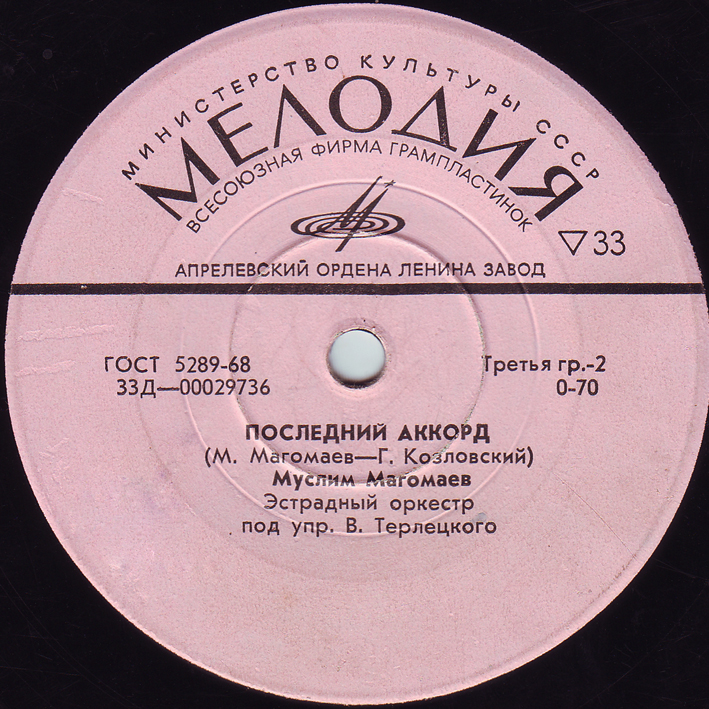 МИНИСТЕРСТВО КУЛЬТУРЫ СССР
МЕЛОДИЯ
ВСЕСОЮЗНАЯ ФИРМА ГРАМПЛАСТИНОК
▽33
АПРЕЛЕВСКИЙ ОРДЕНА ЛЕНИНА ЗАВОД
ГОСТ 5289-68
Третья гр.-2
33Д—00029736
0-70
ПОСЛЕДНИЙ АККОРД
(М. Магомаев—Г. Козловский)
Муслим Магомаев
Эстрадный оркестр
под упр. В. Терлецкого